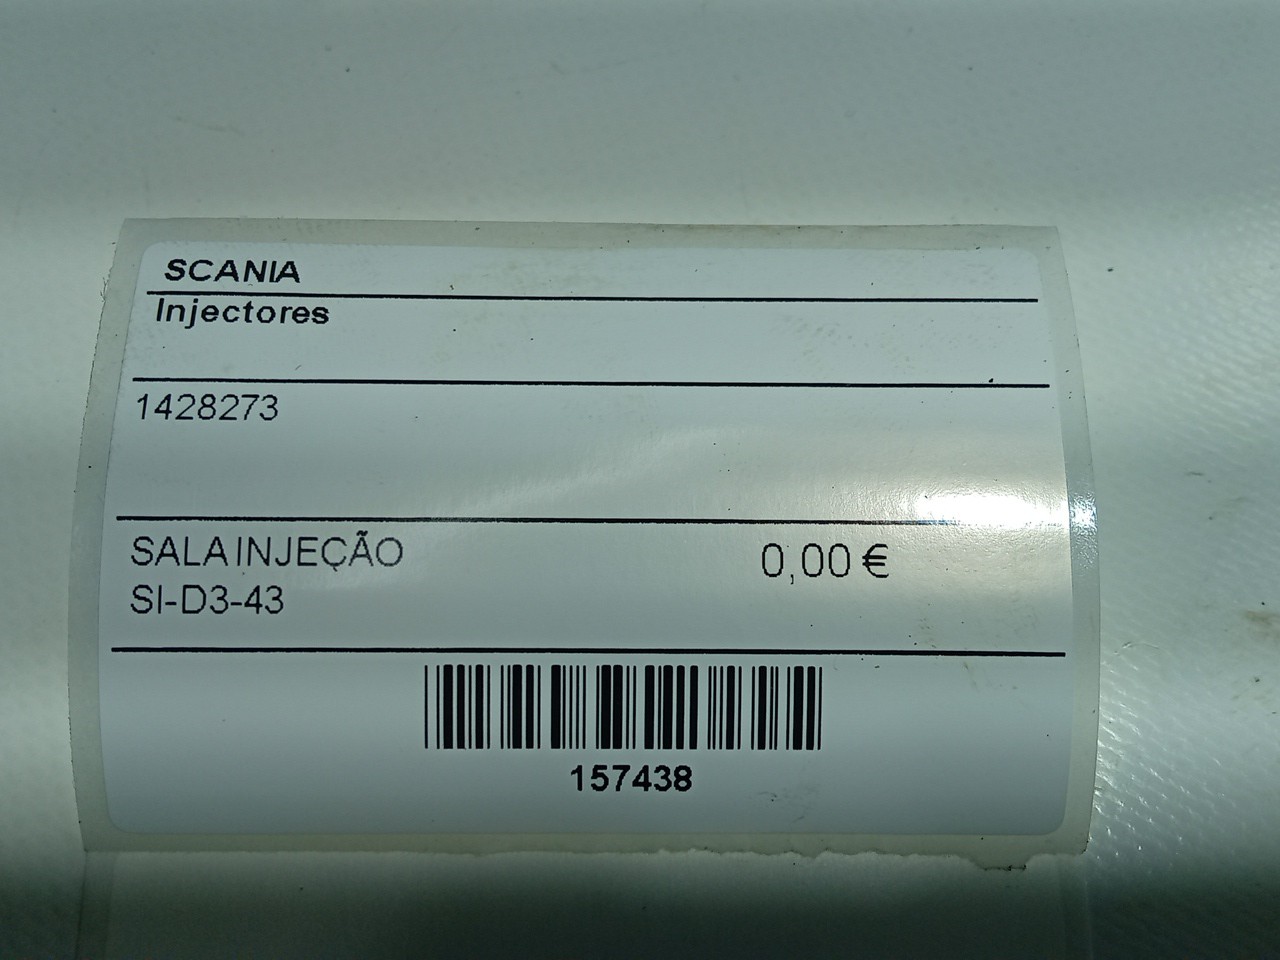 SCANIA
Injectores
1428273
SALA INJEÇÃO
0,00 €
SI-D3-43
157438